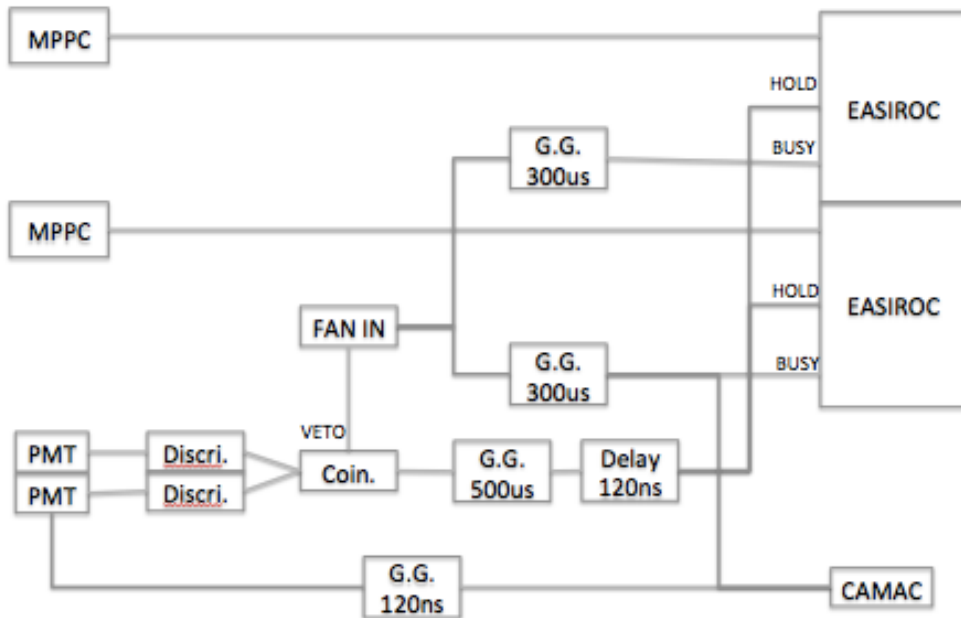 MPPC
HOLD
EASIROC
G.G.
300us
BUSY
MPPC
HOLD
EASIROC
FAN IN
G.G.
300us
BUSY
VETO
PMT
Discri.
Coin.
G.G.
500us
Delay
120ns
PMT
Discri.
G.G.
120ns
CAMAC